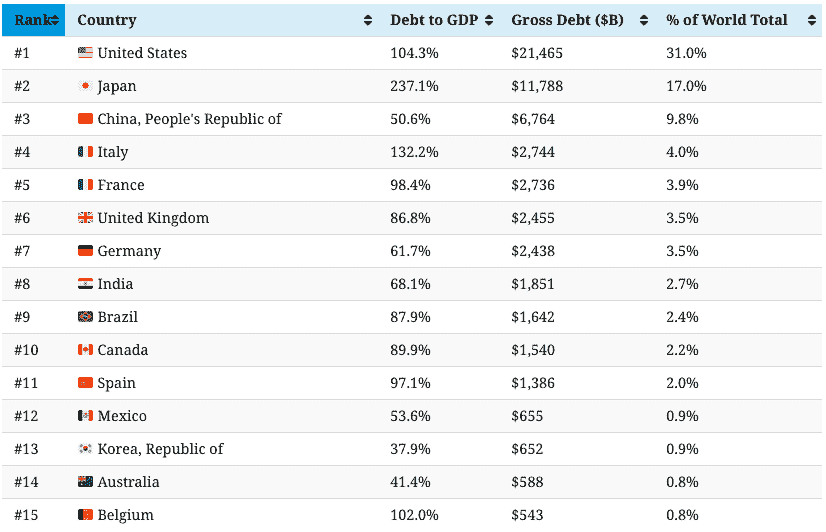 Rank Country Debt to GDP Gross Debt ($B) % of World Total
#1 United States 104.3% $21,465 31.0%
#2 Japan 237.1% $11,788 17.0%
#3 China, People's Republic of 50.6% $6,764 9.8%
#4 Italy 132.2% $2,744 4.0%
#5 France 98.4% $2,736 3.9%
#6 United Kingdom 86.8% $2,455 3.5%
#7 Germany 61.7% $2,438 3.5%
#8 India 68.1% $1,851 2.7%
#9 Brazil 87.9% $1,642 2.4%
#10 Canada 89.9% $1,540 2.2%
#11 Spain 97.1% $1,386 2.0%
#12 Mexico 53.6% $655 0.9%
#13 Korea, Republic of 37.9% $652 0.9%
#14 Australia 41.4% $588 0.8%
#15 Belgium 102.0% $543 0.8%